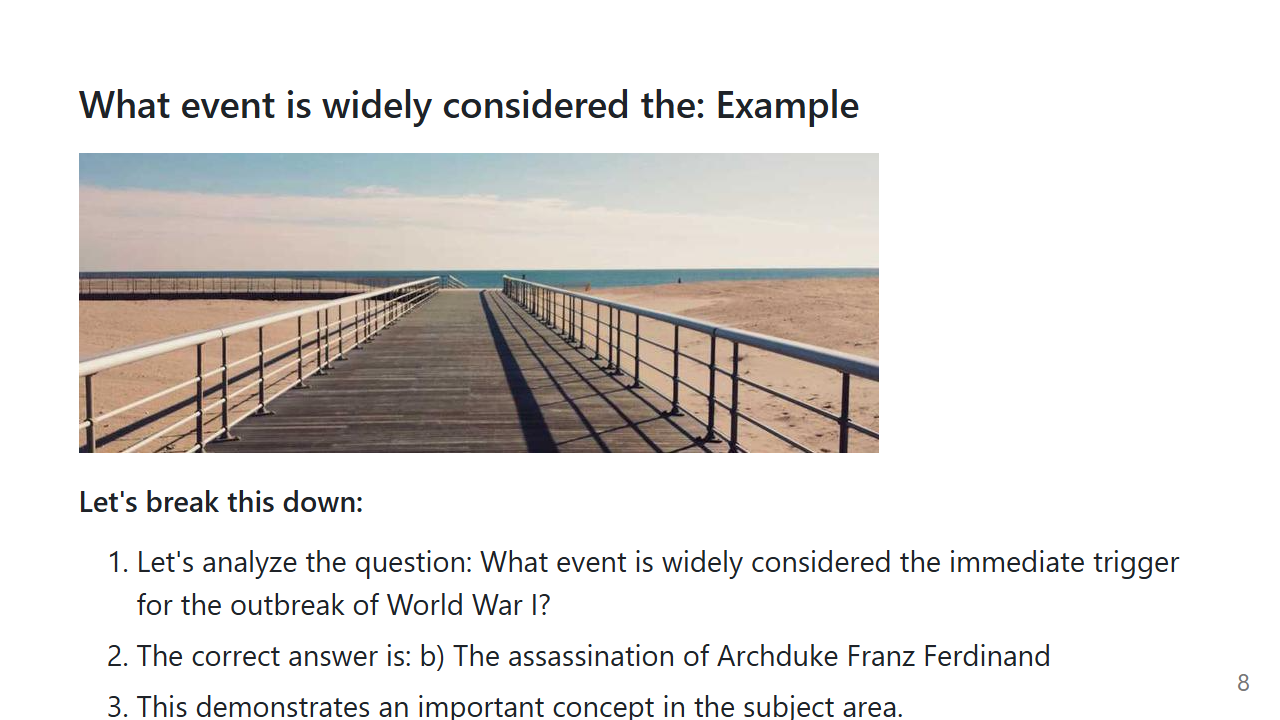 What event is widely considered the: Example
Let's break this down:
1. Let's analyze the question: What event is widely considered the immediate trigger
for the outbreak of World War I?
2. The correct answer is: b) The assassination of Archduke Franz Ferdinand
8
3. This demonstrates an important concept in the subject area.